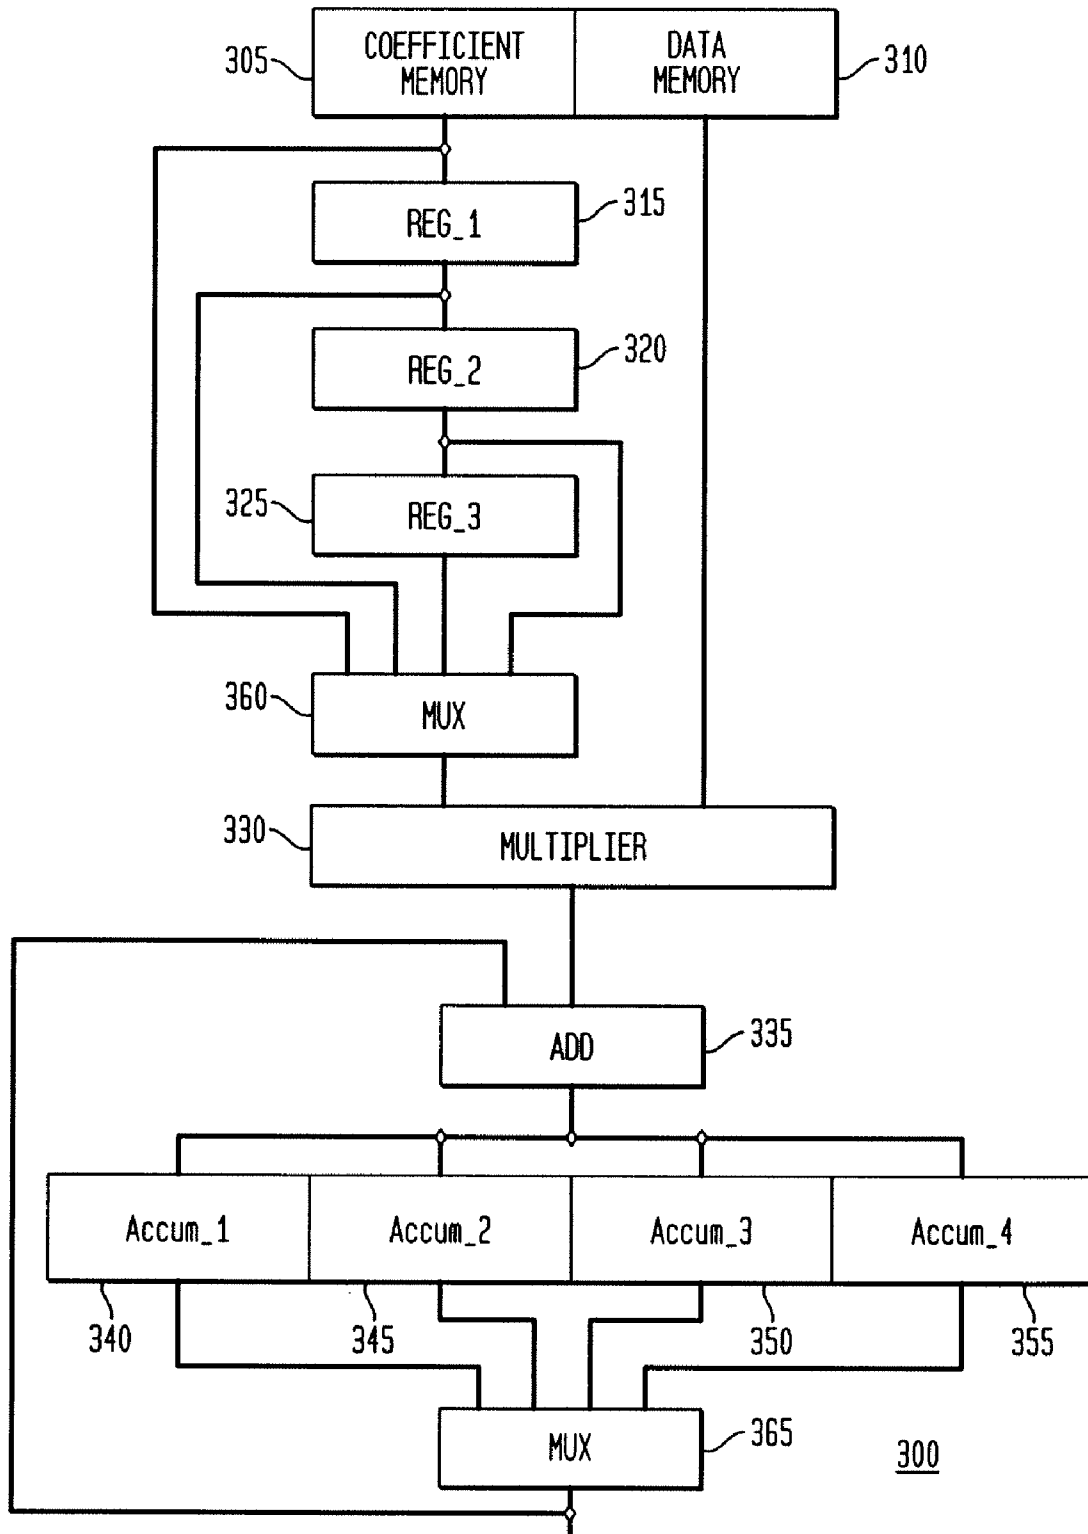 305
COEFFICIENT
MEMORY
DATA
MEMORY
310
REG_1
315
REG_2
320
325
REG_3
360
MUX
330
MULTIPLIER
ADD
335
Accum_1
Accum_2
Accum_3
Accum_4
340
345
350
355
MUX
365
300